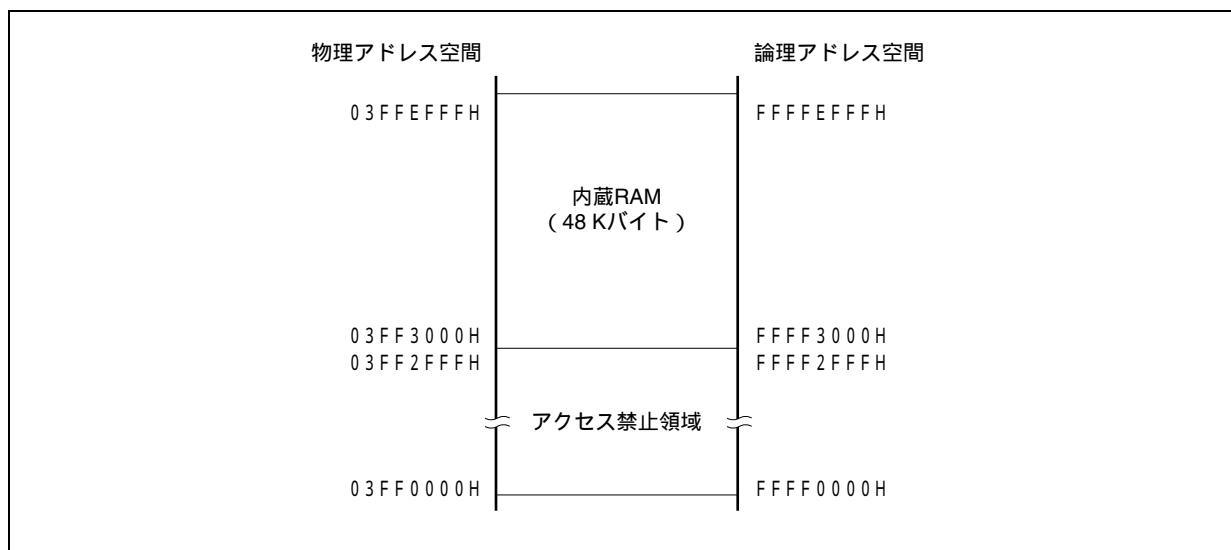 物理アドレス空間 論理アドレス空間
03FFEFFFH FFFFEFFFH
内蔵RAM
（48 Kバイト）
03FF3000H FFFF3000H
03FF2FFFH FFFF2FFFH
アクセス禁止領域
03FF0000H FFFF0000H